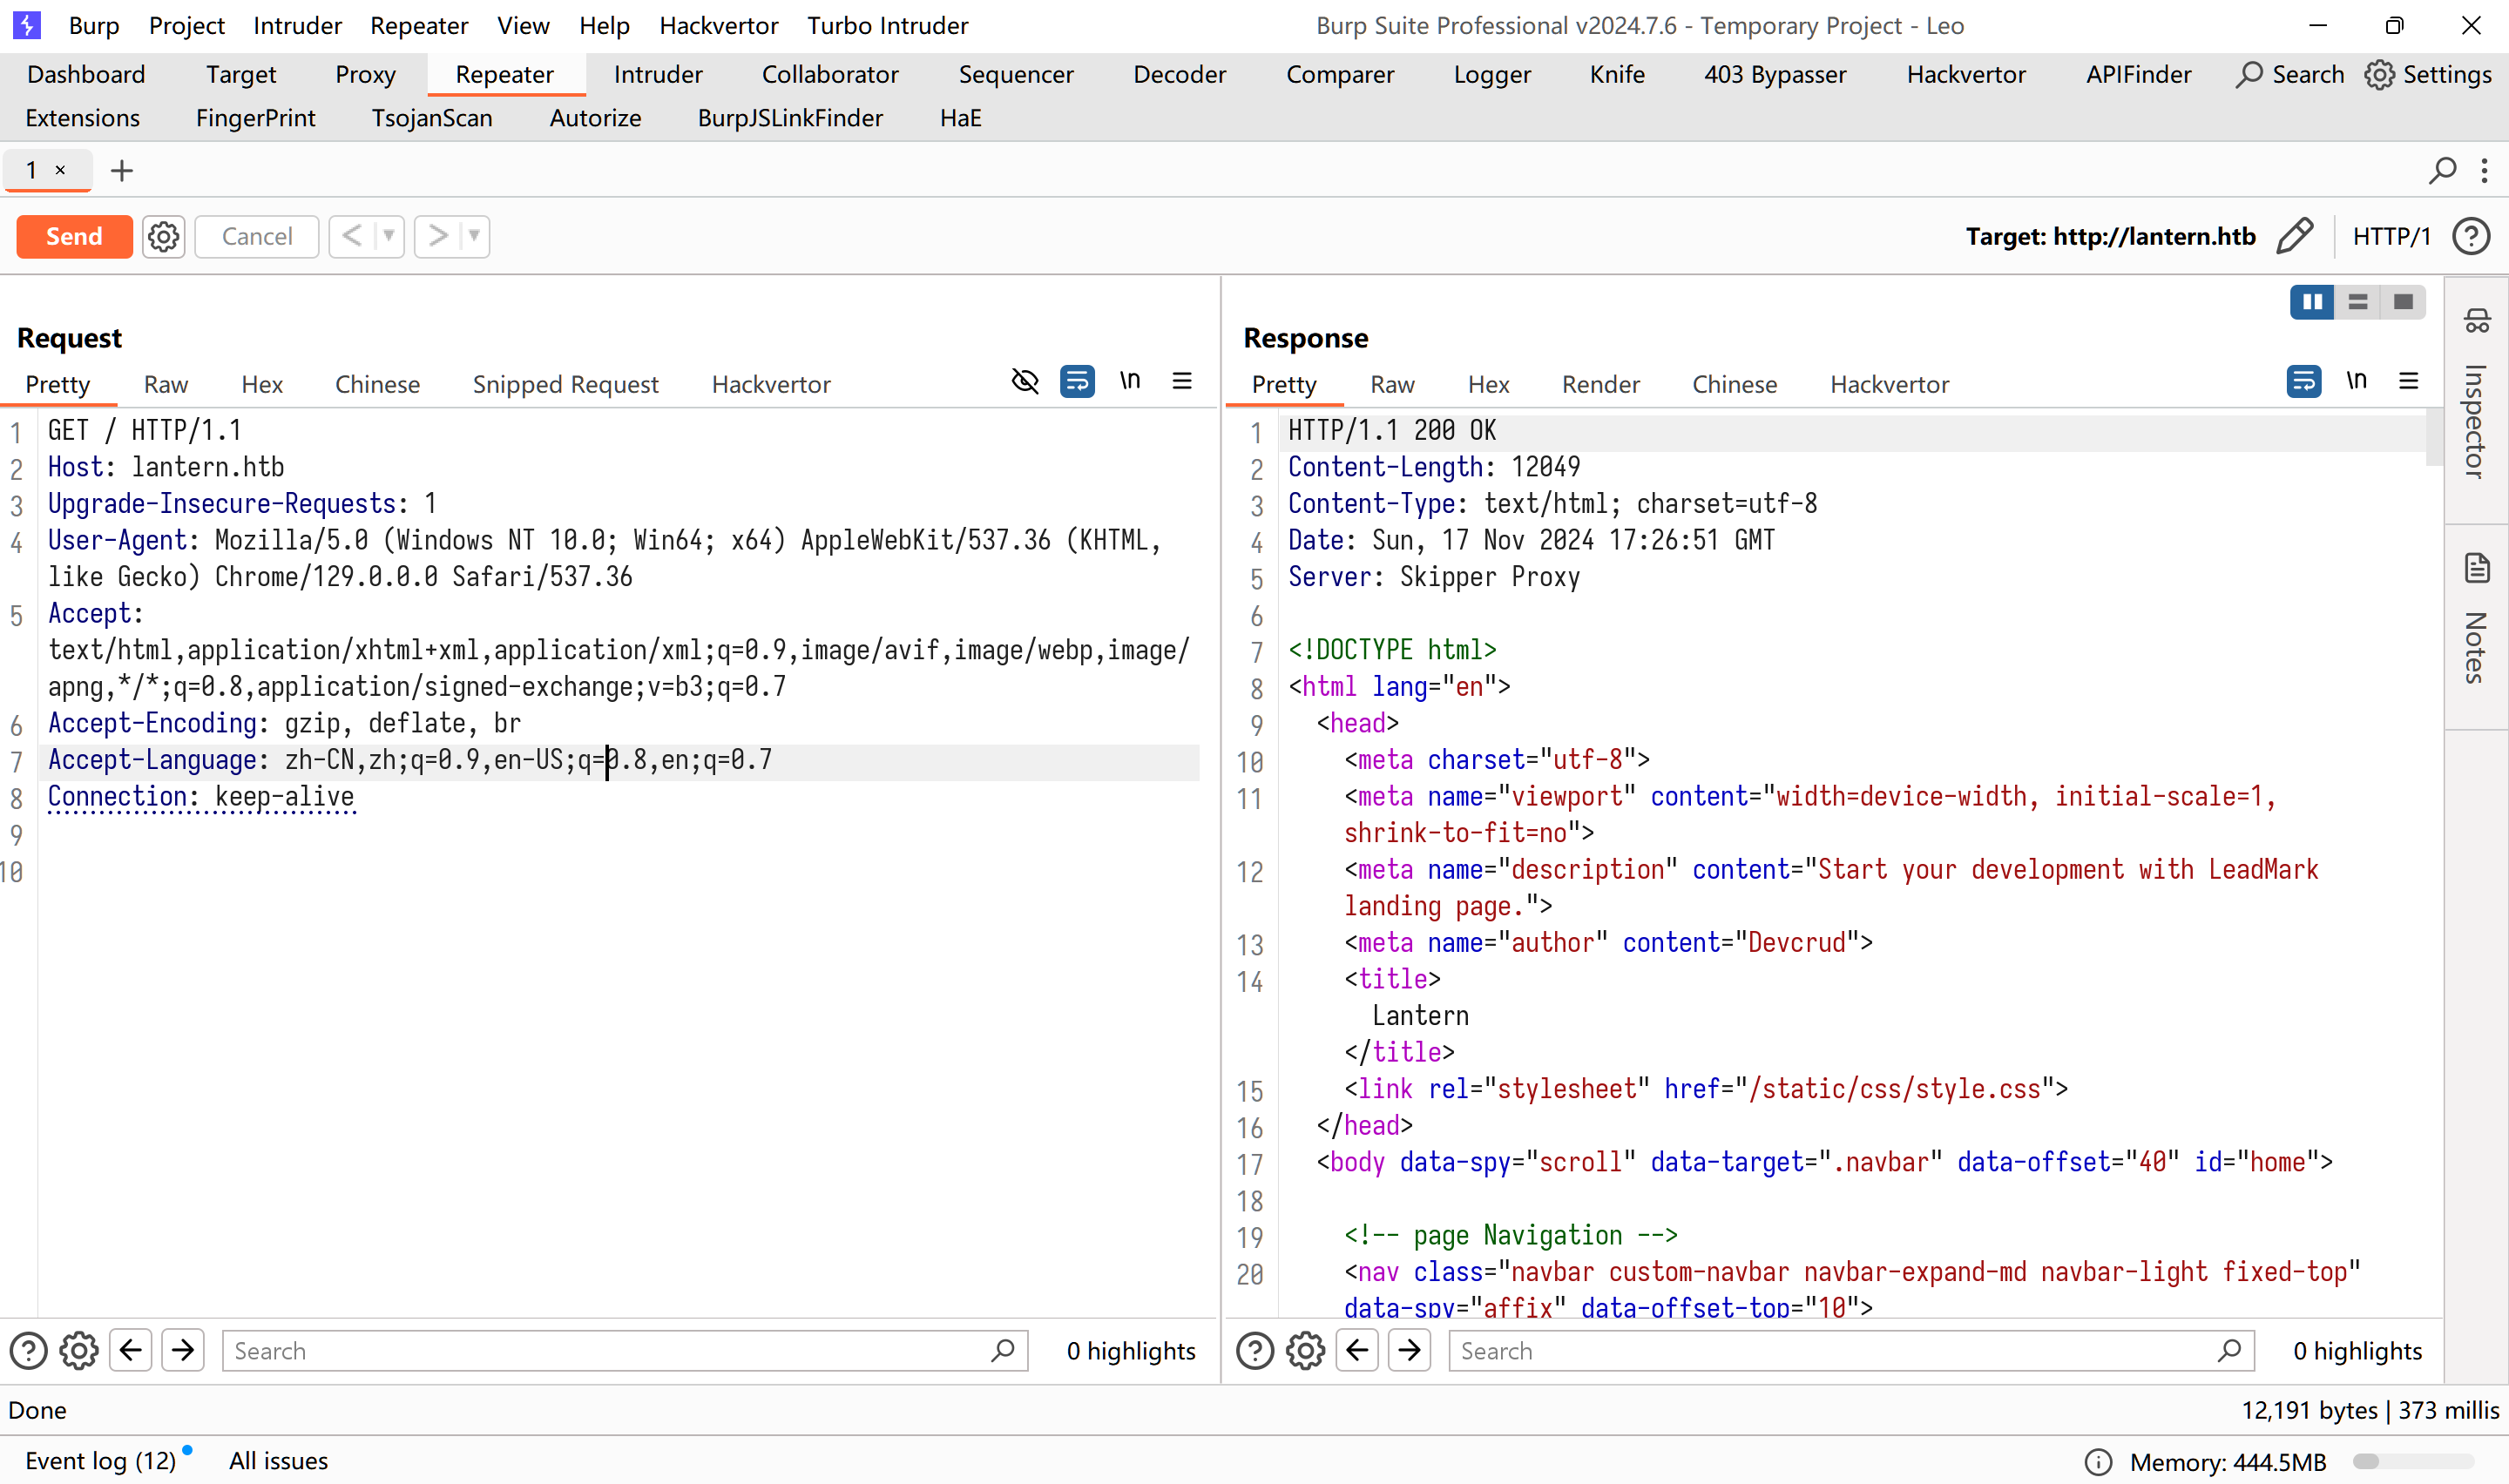 Burp Project Intruder Repeater View Help Hackvertor Turbo Intruder Burp Suite Professional v2024.7.6 - Temporary Project - Leo
Dashboard Target Proxy Repeater Intruder Collaborator Sequencer Decoder Comparer Logger Knife 403 Bypasser Hackvertor APIFinder Search Settings
Extensions FingerPrint TsojanScan Autorize BurpJSLinkFinder HaE
1 × +
Send Cancel < > Target: http://lantern.htb HTTP/1 ?
Request
Pretty Raw Hex Chinese Snipped Request Hackvertor \n
1 GET / HTTP/1.1
2 Host: lantern.htb
3 Upgrade-Insecure-Requests: 1
4 User-Agent: Mozilla/5.0 (Windows NT 10.0; Win64; x64) AppleWebKit/537.36 (KHTML,
like Gecko) Chrome/129.0.0.0 Safari/537.36
5 Accept:
text/html,application/xhtml+xml,application/xml;q=0.9,image/avif,image/webp,image/
apng,*/*;q=0.8,application/signed-exchange;v=b3;q=0.7
6 Accept-Encoding: gzip, deflate, br
7 Accept-Language: zh-CN,zh;q=0.9,en-US;q=0.8,en;q=0.7
8 Connection: keep-alive
9
10
? Search 0 highlights
Response
Pretty Raw Hex Render Chinese Hackvertor \n
1 HTTP/1.1 200 OK
2 Content-Length: 12049
3 Content-Type: text/html; charset=utf-8
4 Date: Sun, 17 Nov 2024 17:26:51 GMT
5 Server: Skipper Proxy
6
7 <!DOCTYPE html>
8 <html lang="en">
9 <head>
10 <meta charset="utf-8">
11 <meta name="viewport" content="width=device-width, initial-scale=1,
shrink-to-fit=no">
12 <meta name="description" content="Start your development with LeadMark
landing page.">
13 <meta name="author" content="Devcrud">
14 <title>
Lantern
</title>
15 <link rel="stylesheet" href="/static/css/style.css">
16 </head>
17 <body data-spy="scroll" data-target=".navbar" data-offset="40" id="home">
18
19 <!-- page Navigation -->
20 <nav class="navbar custom-navbar navbar-expand-md navbar-light fixed-top"
data-spy="affix" data-offset-top="10">
? Search 0 highlights
Inspector
Notes
Done 12,191 bytes | 373 millis
Event log (12) All issues Memory: 444.5MB